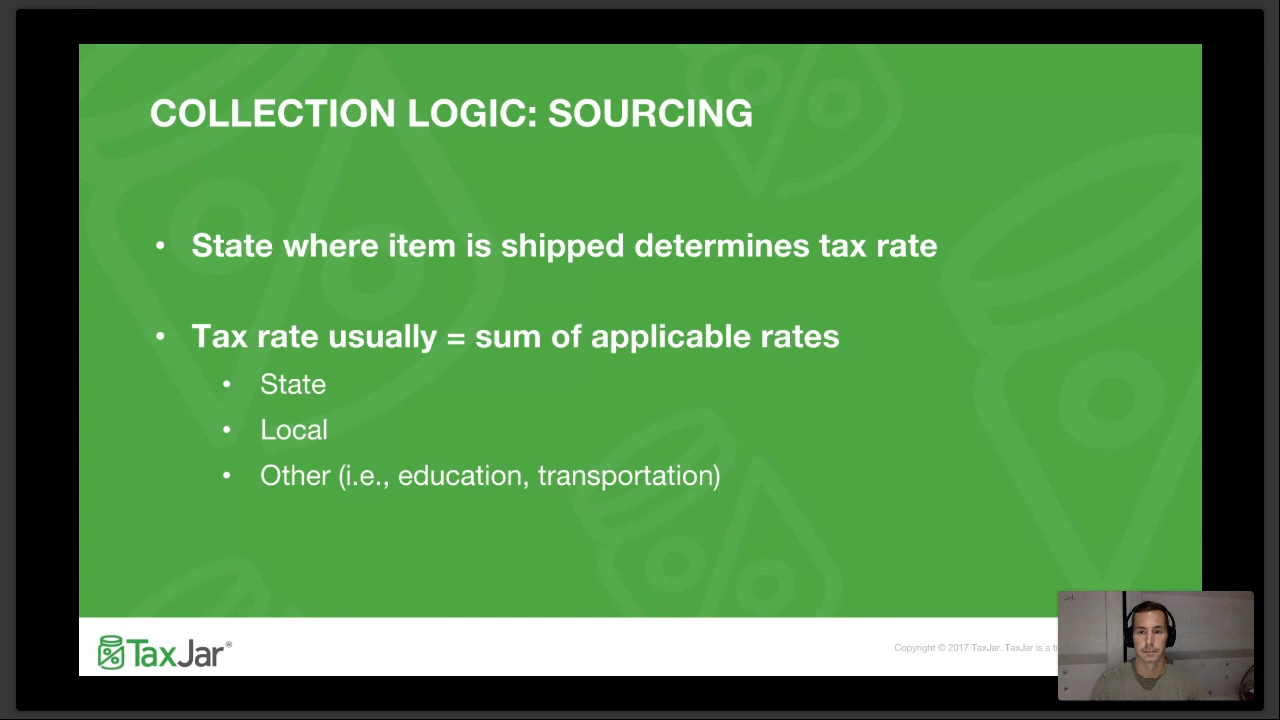 COLLECTION LOGIC: SOURCING
• State where item is shipped determines tax rate
• Tax rate usually = sum of applicable rates
• State
• Local
• Other (i.e., education, transportation)
TaxJar®
Copyright © 2017 TaxJar. TaxJar is a